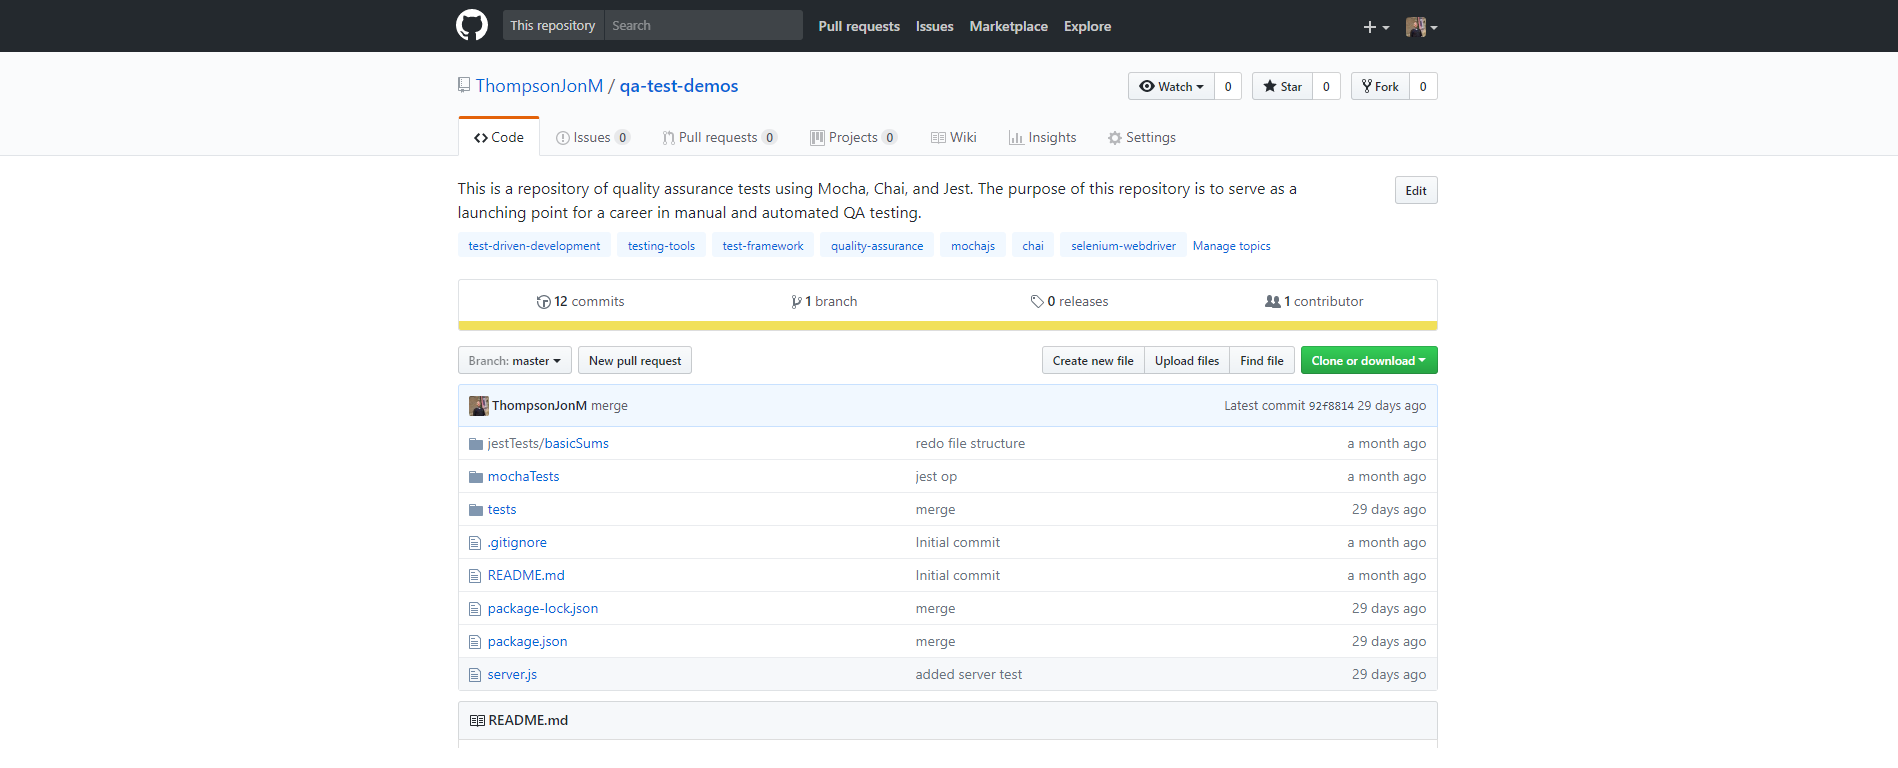 This repository Search Pull requests Issues Marketplace Explore
ThompsonJonM / qa-test-demos Watch 0 Star 0 Fork 0
Code Issues 0 Pull requests 0 Projects 0 Wiki Insights Settings
This is a repository of quality assurance tests using Mocha, Chai, and Jest. The purpose of this repository is to serve as a
launching point for a career in manual and automated QA testing.
Edit
test-driven-development testing-tools test-framework quality-assurance mochajs chai selenium-webdriver Manage topics
12 commits 1 branch 0 releases 1 contributor
Branch: master New pull request Create new file Upload files Find file Clone or download
ThompsonJonM merge Latest commit 92f8814 29 days ago
jestTests/basicSums redo file structure a month ago
mochaTests jest op a month ago
tests merge 29 days ago
.gitignore Initial commit a month ago
README.md Initial commit a month ago
package-lock.json merge 29 days ago
package.json merge 29 days ago
server.js added server test 29 days ago
README.md